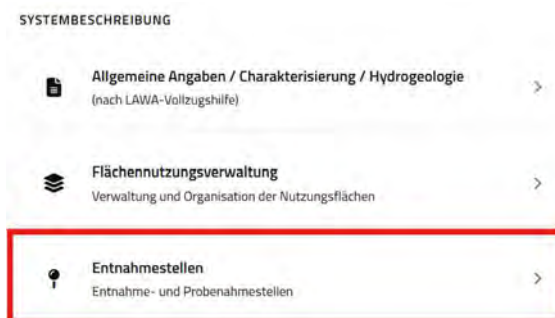 SYSTEMBESCHREIBUNG
Allgemeine Angaben / Charakterisierung / Hydrogeologie
(nach LAWA-Vollzugshilfe)
Flächennutzungsverwaltung
Verwaltung und Organisation der Nutzungsflächen
Entnahmestellen
Entnahme- und Probenahmestellen